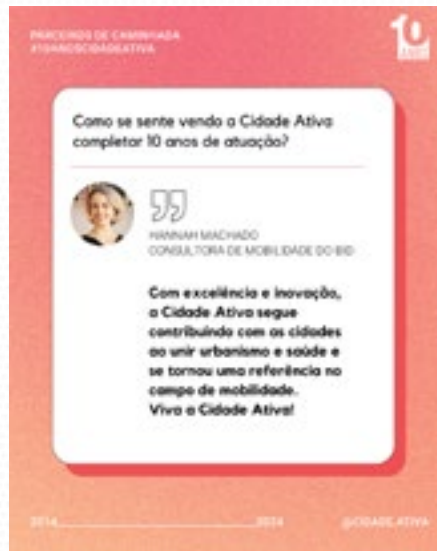 PARCEIROS DE CAMINHADA
#10ANOSCIDADEATIVA
10
ANOS
Como se sente vendo a Cidade Ativa
completar 10 anos de atuação?
HANNAH MACHADO
CONSULTORA DE MOBILIDADE DO BID
Com excelência e inovação,
a Cidade Ativa segue
contribuindo com as cidades
ao unir urbanismo e saúde e
se tornou uma referência no
campo de mobilidade.
Viva a Cidade Ativa!
2014 2024 @CIDADE.ATIVA